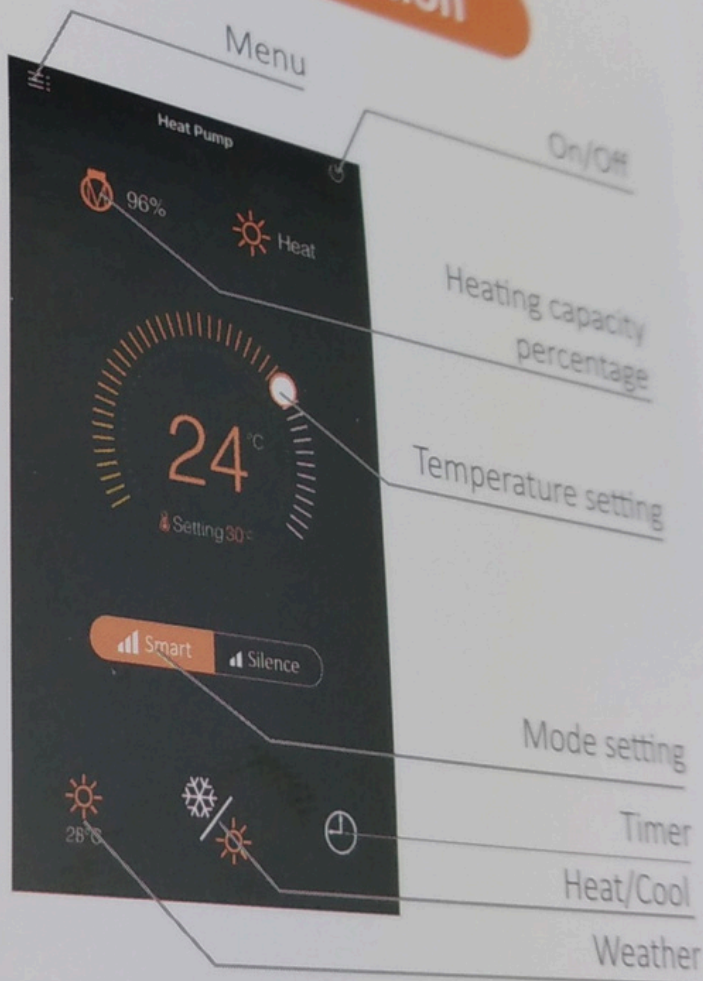 Menu
Heat Pump
On/Off
96%
Heat
Heating capacity
percentage
24°C
Temperature setting
Setting 30°C
Smart
Silence
Mode setting
Timer
Heat/Cool
Weather